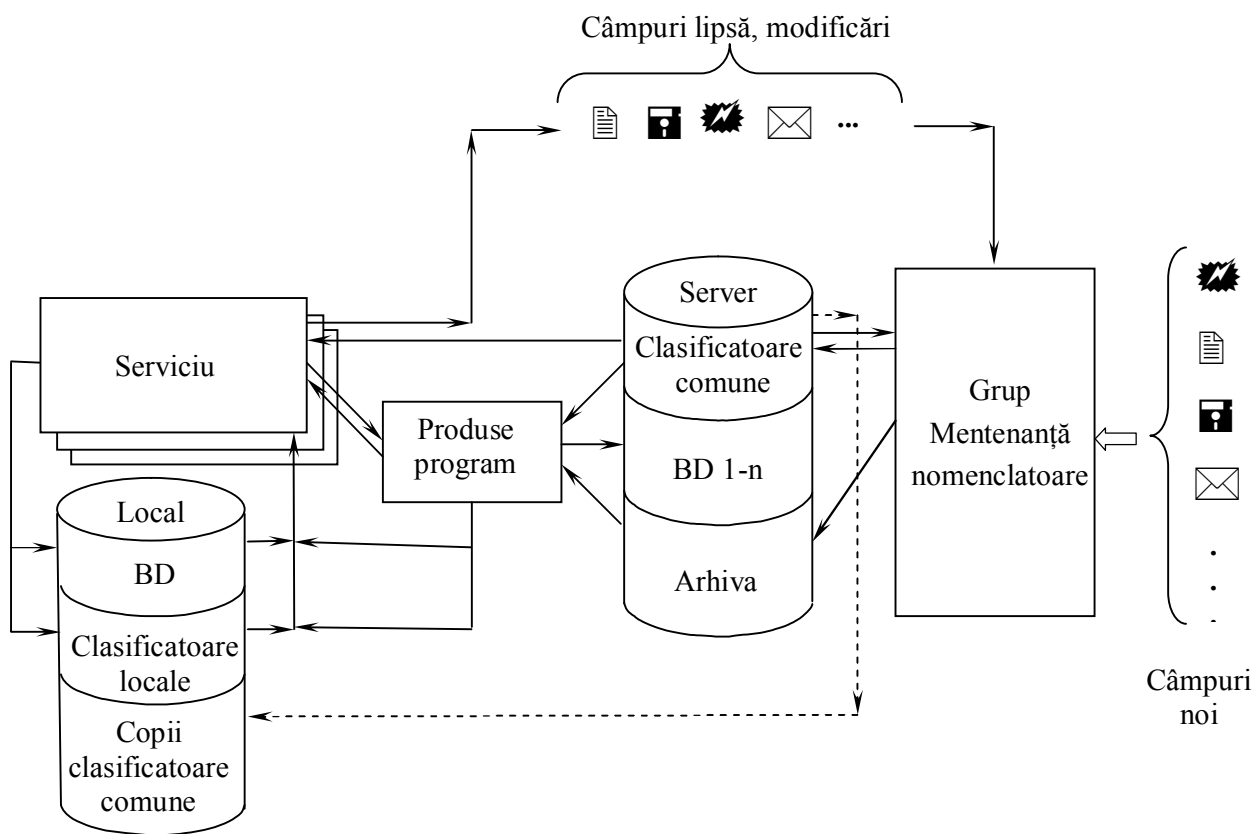 Câmpuri lipsă, modificări
...
Serviciu
Local
BD
Clasificatoare
locale
Copii
clasificatoare
comune
Produse
program
Server
Clasificatoare
comune
BD 1-n
Arhiva
Grup
Mentenanță
nomenclatoare
.
.
.
Câmpuri
noi